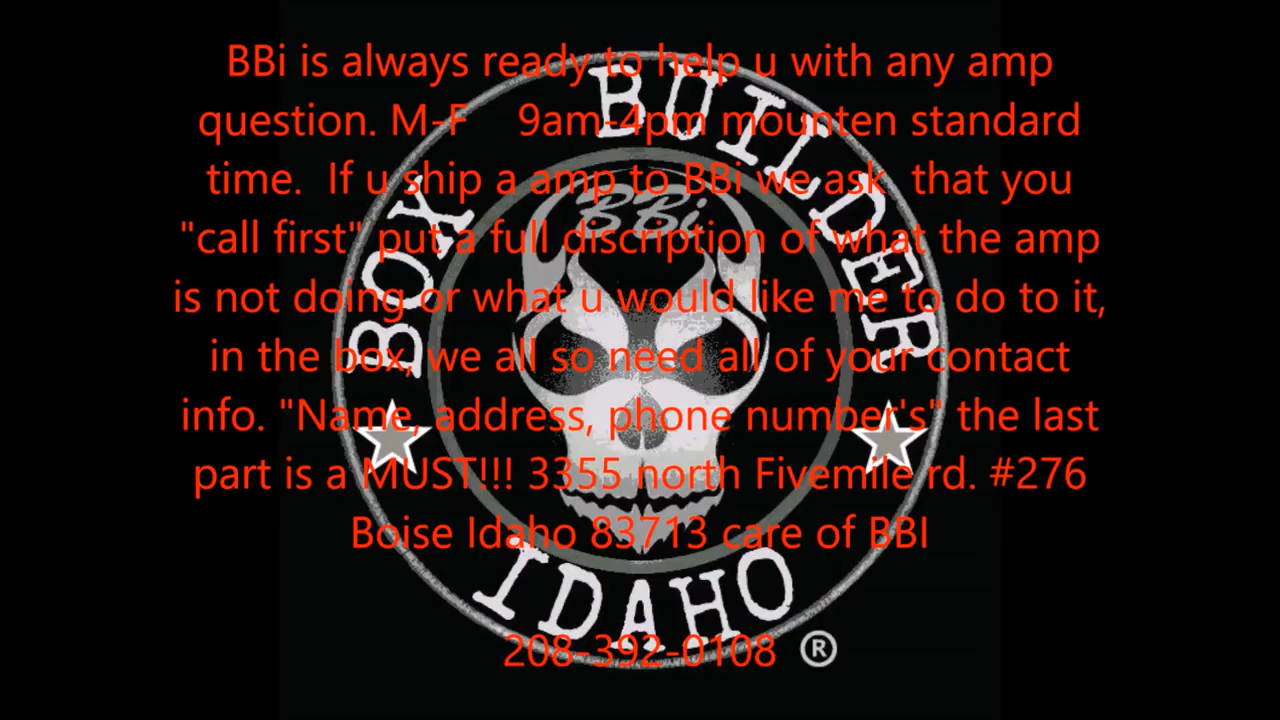 BBi is always ready to help u with any amp
question. M-F 9am-4pm mounten standard
time. If u ship a amp to BBi we ask that you
"call first" put a full discription of what the amp
is not doing or what u would like me to do to it,
in the box, we all so need all of your contact
info. "Name, address, phone number's" the last
part is a MUST!!! 3355 north Fivemile rd. #276
Boise Idaho 83713 care of BBI
208-392-0108 ®
BOX BUILDER
BBi
IDAHO